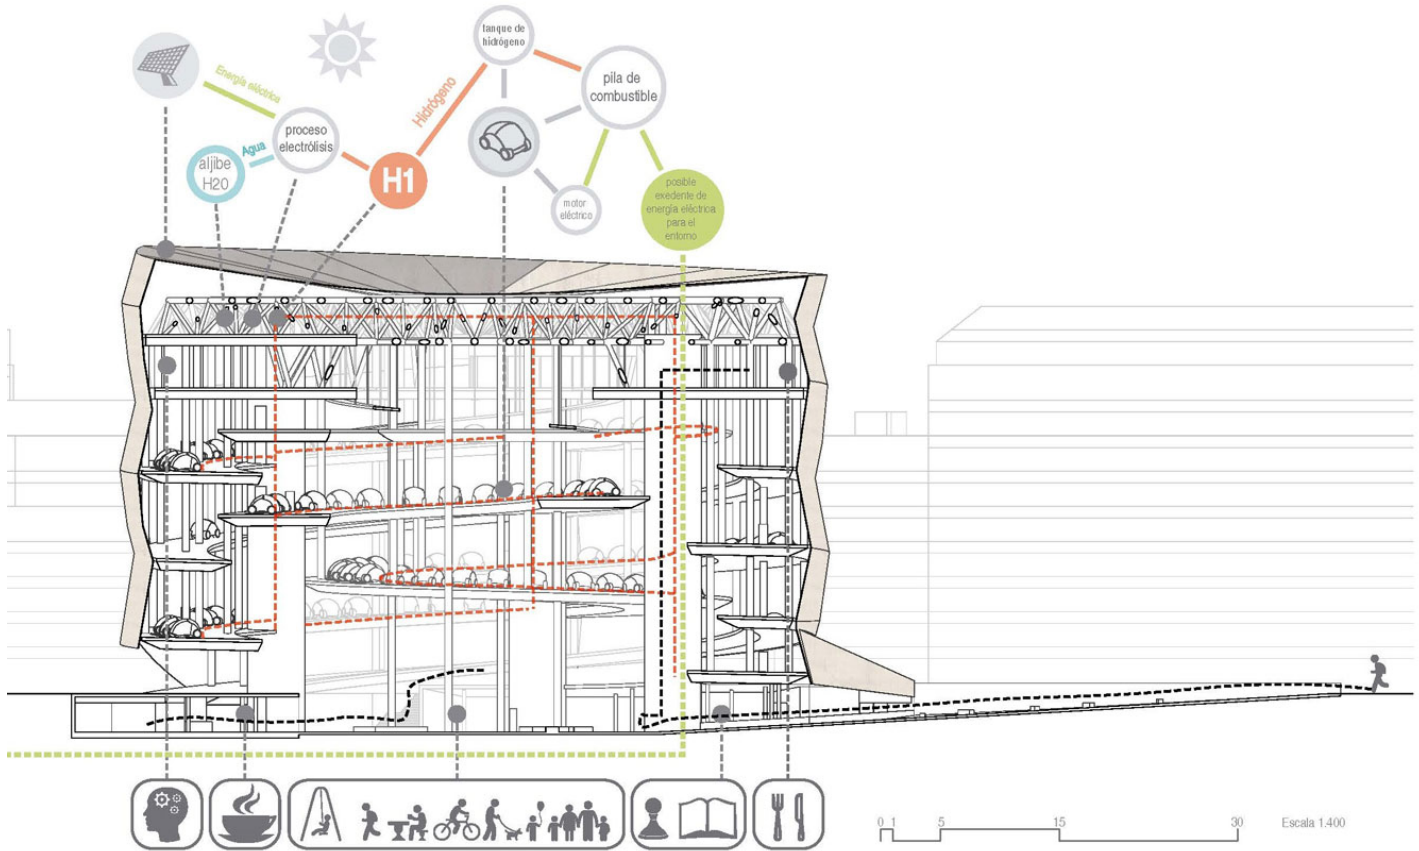 tanque de
hidrógeno
Energía eléctrica
Hidrógeno
pila de
combustible
proceso
electrólisis
Agua
aljibe
H20
H1
motor
eléctrico
posible
exedente de
energía eléctrica
para el
entorno
0 1 5 15 30 Escala 1.400